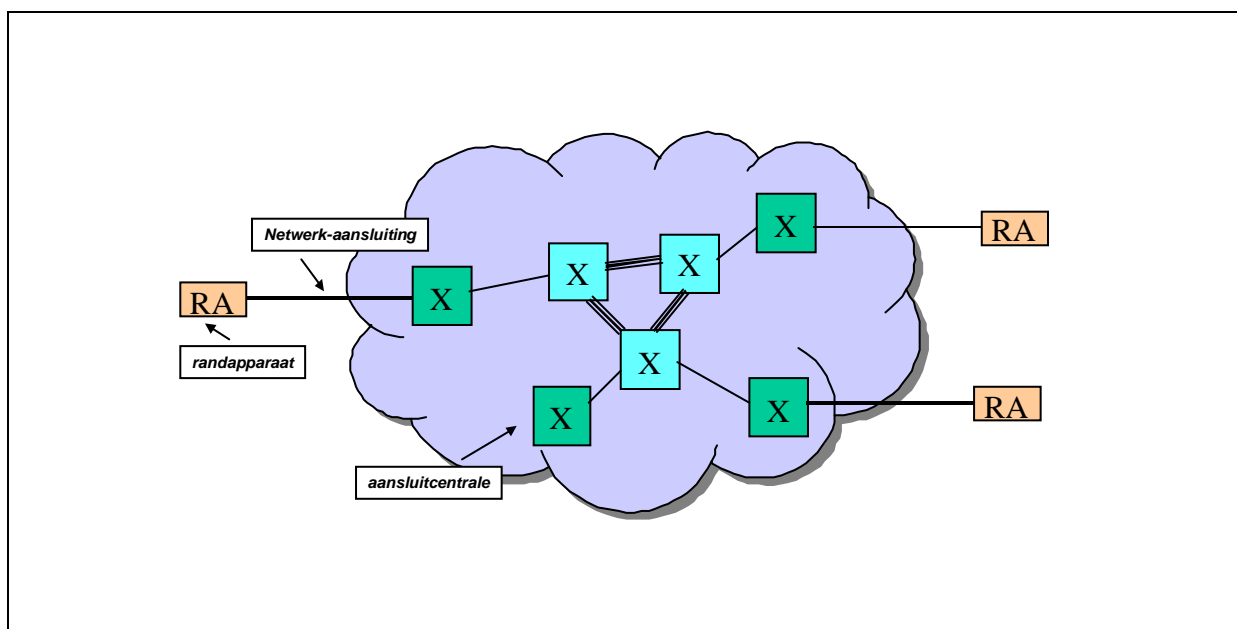 X
RA
Netwerk-aansluiting
X
X
X
RA
randapparaat
X
X
X
RA
aansluitcentrale